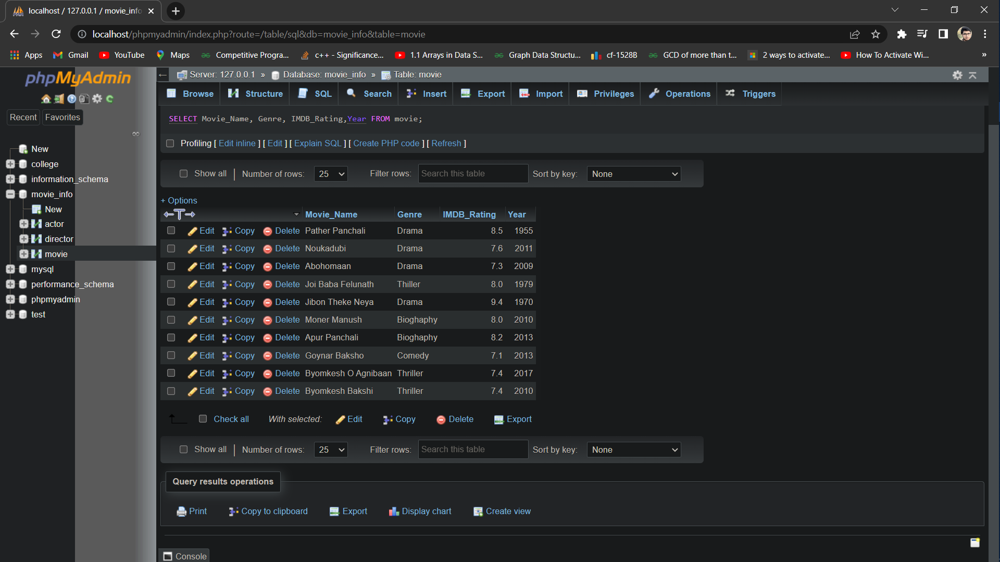 localhost / 127.0.0.1 / movie_info
localhost/phpmyadmin/index.php?route=/table/sql&db=movie_info&table=movie
Apps Gmail YouTube Maps Competitive Progra... c++ - Significance... 1.1 Arrays in Data S... Graph Data Structu... cf-1528B GCD of more than t... 2 ways to activate... How To Activate Wi... »
phpMyAdmin
Recent Favorites
New
college
information_schema
movie_info
New
actor
director
movie
mysql
performance_schema
phpmyadmin
test
Server: 127.0.0.1 » Database: movie_info » Table: movie
Browse Structure SQL Search Insert Export Import Privileges Operations Triggers
SELECT Movie_Name, Genre, IMDB_Rating,Year FROM movie;
Profiling [ Edit inline ] [ Edit ] [ Explain SQL ] [ Create PHP code ] [ Refresh ]
Show all | Number of rows: 25 Filter rows: Search this table Sort by key: None
+ Options
←T→ Movie_Name Genre IMDB_Rating Year
Edit Copy Delete Pather Panchali Drama 8.5 1955
Edit Copy Delete Noukadubi Drama 7.6 2011
Edit Copy Delete Abohomaan Drama 7.3 2009
Edit Copy Delete Joi Baba Felunath Thiller 8.0 1979
Edit Copy Delete Jibon Theke Neya Drama 9.4 1970
Edit Copy Delete Moner Manush Bioghaphy 8.0 2010
Edit Copy Delete Apur Panchali Bioghaphy 8.2 2013
Edit Copy Delete Goynar Baksho Comedy 7.1 2013
Edit Copy Delete Byomkesh O Agnibaan Thriller 7.4 2017
Edit Copy Delete Byomkesh Bakshi Thriller 7.4 2010
Check all With selected: Edit Copy Delete Export
Show all | Number of rows: 25 Filter rows: Search this table Sort by key: None
Query results operations
Print Copy to clipboard Export Display chart Create view
Console